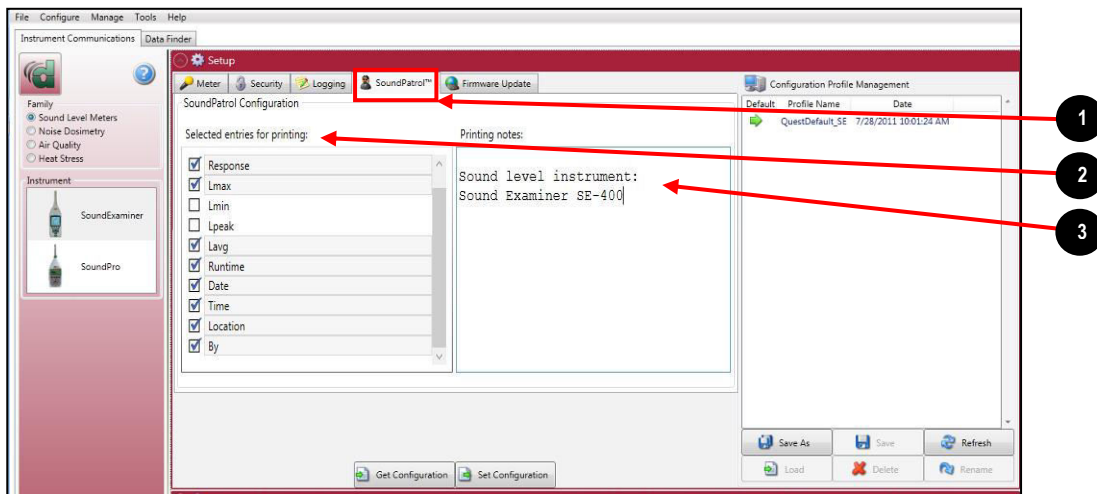 File Configure Manage Tools Help
Instrument Communications Data Finder
Setup
Meter Security Logging SoundPatrol™ Firmware Update
Configuration Profile Management
Family
Sound Level Meters
Noise Dosimetry
Air Quality
Heat Stress
Instrument
SoundExaminer
SoundPro
SoundPatrol Configuration
Selected entries for printing:
Response
Lmax
Lmin
Lpeak
Lavg
Runtime
Date
Time
Location
By
Printing notes:
Sound level instrument:
Sound Examiner SE-400
Get Configuration Set Configuration
Default Profile Name Date
QuestDefault_SE 7/28/2011 10:01:24 AM
Save As Save Refresh
Load Delete Rename
1
2
3